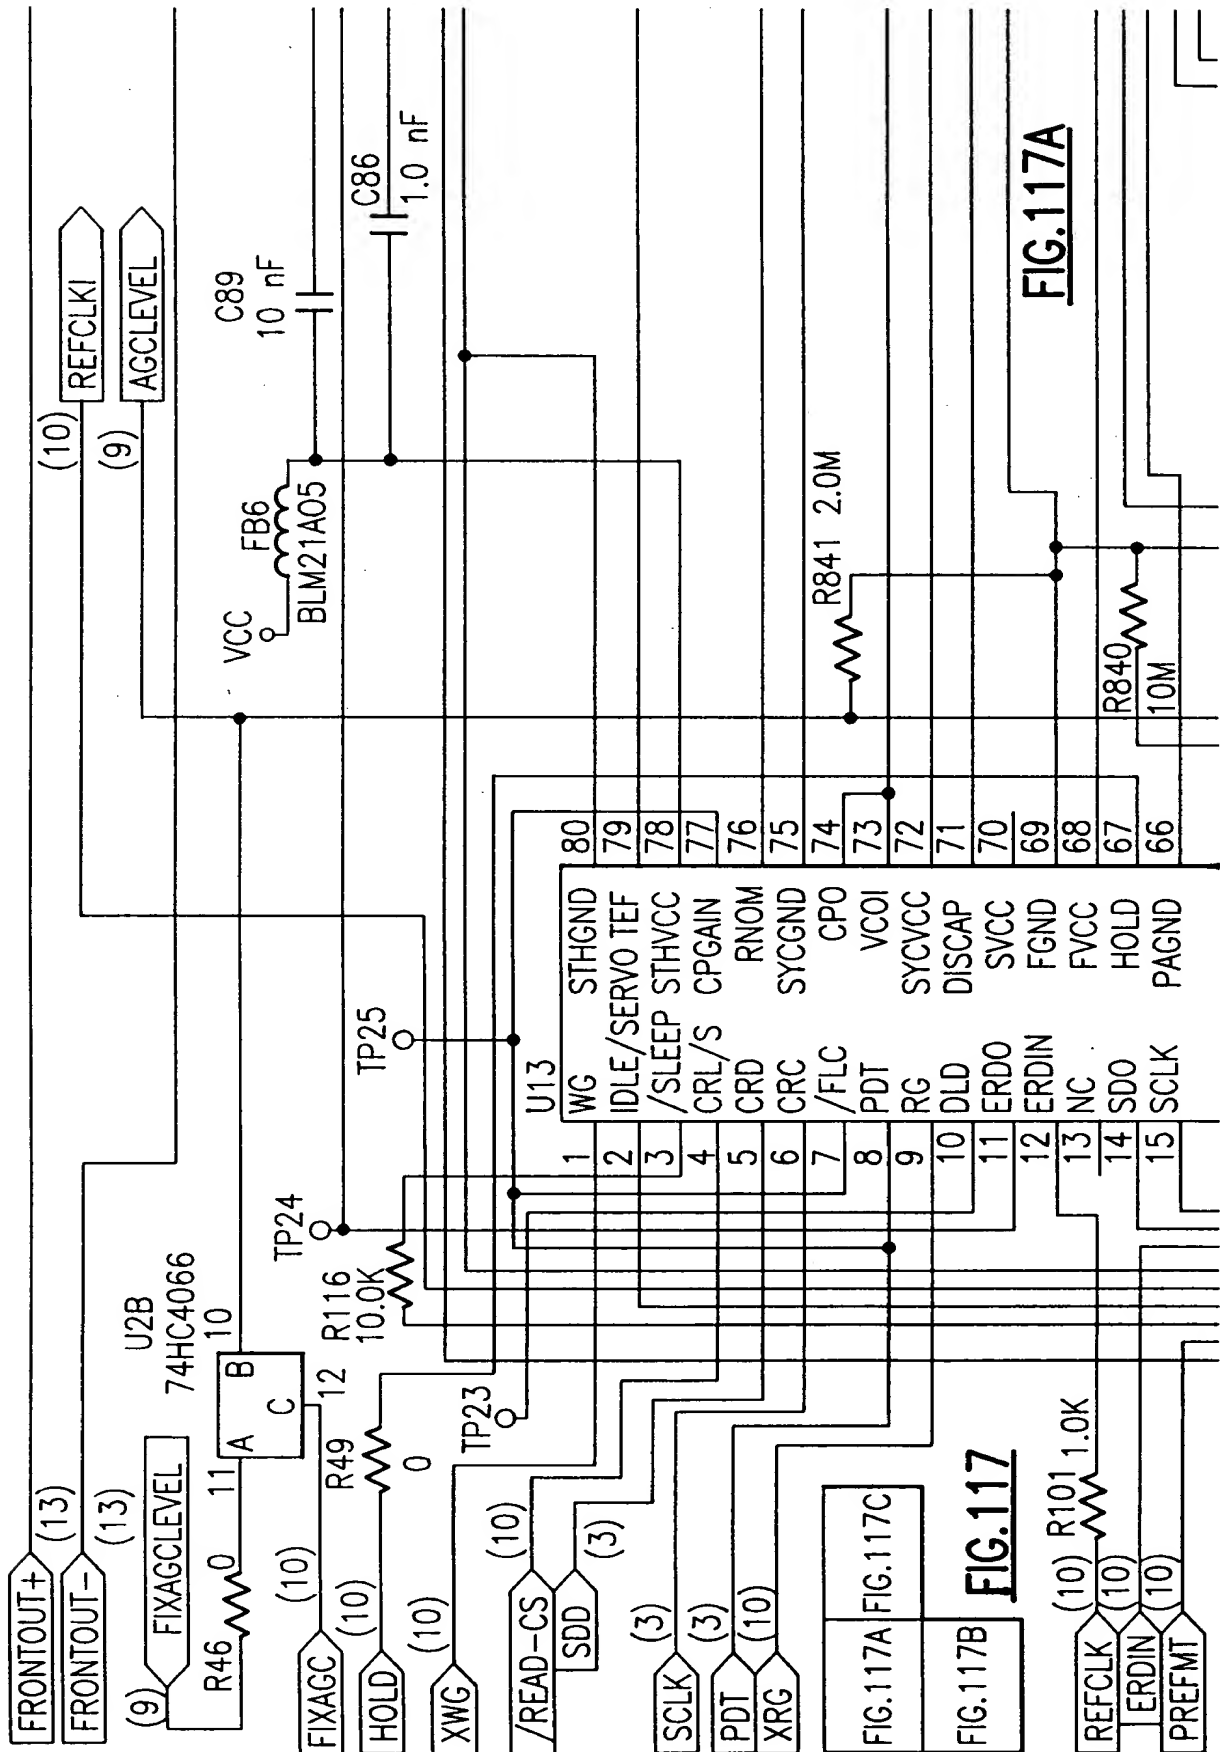 FRONTOUT+
(13)
FRONTOUT-
(13)
(9)
FIXAGCLEVEL
R46
0
11
A
B
C
10
12
U2B
74HC4066
FIXAGC
(10)
HOLD
(10)
R49
0
XWG
(10)
/READ-CS
(10)
SDD
(3)
SCLK
(3)
PDT
(3)
XRG
(10)
REFCLK
(10)
ERDIN
(10)
PREFMT
(10)
R101
1.0K
TP23
TP24
R116
10.0K
TP25
(10)
REFCLKI
(9)
AGCLEVEL
VCC
FB6
BLM21A05
C89
10 nF
C86
1.0 nF
R841 2.0M
R840
10M
U13
1 WG STHGND 80
2 IDLE/SERVO TEF 79
3 /SLEEP STHVCC 78
4 CRL/S CPGAIN 77
5 CRD RNOM 76
6 CRC SYCGND 75
7 /FLC CPO 74
8 PDT VCOI 73
9 RG SYCVCC 72
10 DLD DISCAP 71
11 ERDO SVCC 70
12 ERDIN FGND 69
13 NC FVCC 68
14 SDO HOLD 67
15 SCLK PAGND 66
FIG.117A
FIG.117C
FIG.117B
FIG.117
FIG.117A